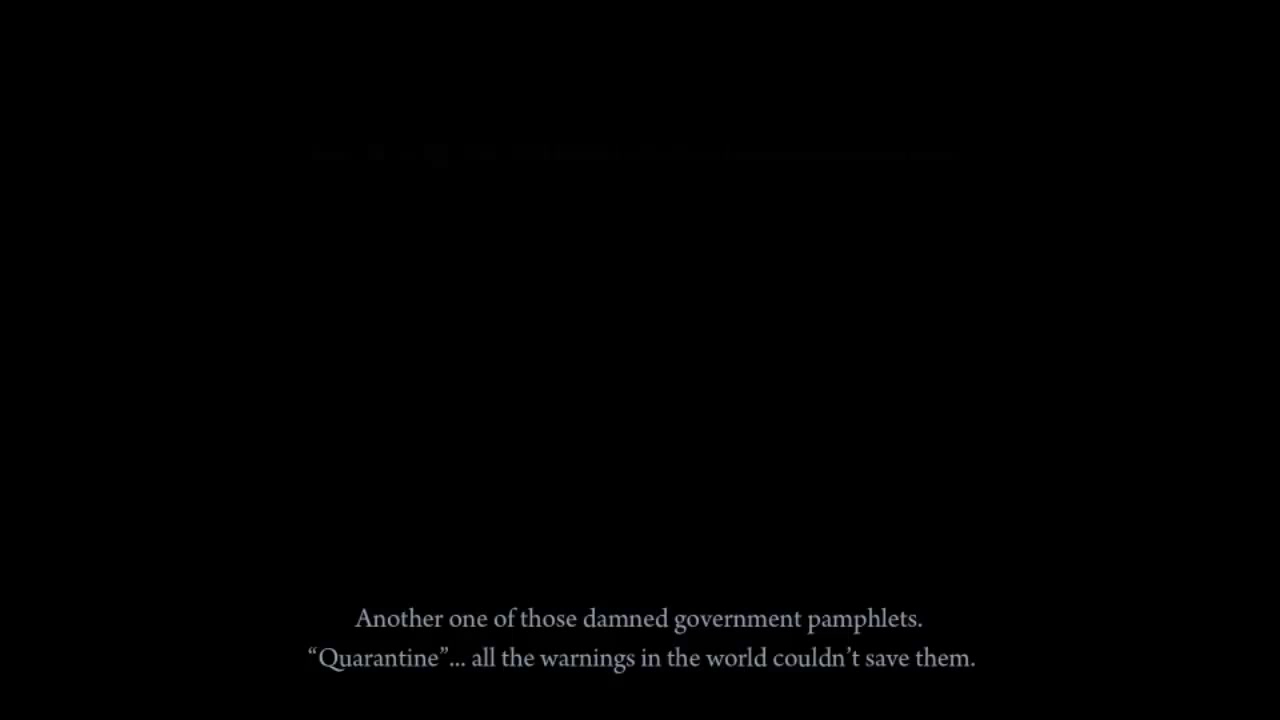 Another one of those damned government pamphlets.
“Quarantine”... all the warnings in the world couldn’t save them.